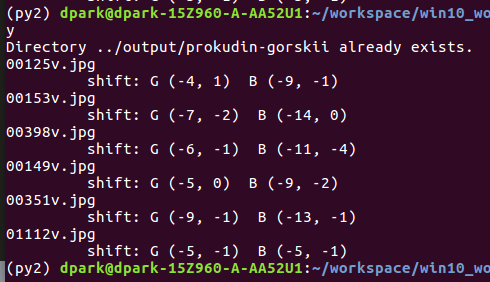 (py2) dpark@dpark-15Z960-A-AA52U1:~/workspace/win10_wo
y
Directory ../output/prokudin-gorskii already exists.
00125v.jpg
shift: G (-4, 1)  B (-9, -1)
00153v.jpg
shift: G (-7, -2)  B (-14, 0)
00398v.jpg
shift: G (-6, -1)  B (-11, -4)
00149v.jpg
shift: G (-5, 0)  B (-9, -2)
00351v.jpg
shift: G (-9, -1)  B (-13, -1)
01112v.jpg
shift: G (-5, -1)  B (-5, -1)
(py2) dpark@dpark-15Z960-A-AA52U1:~/workspace/win10_wo